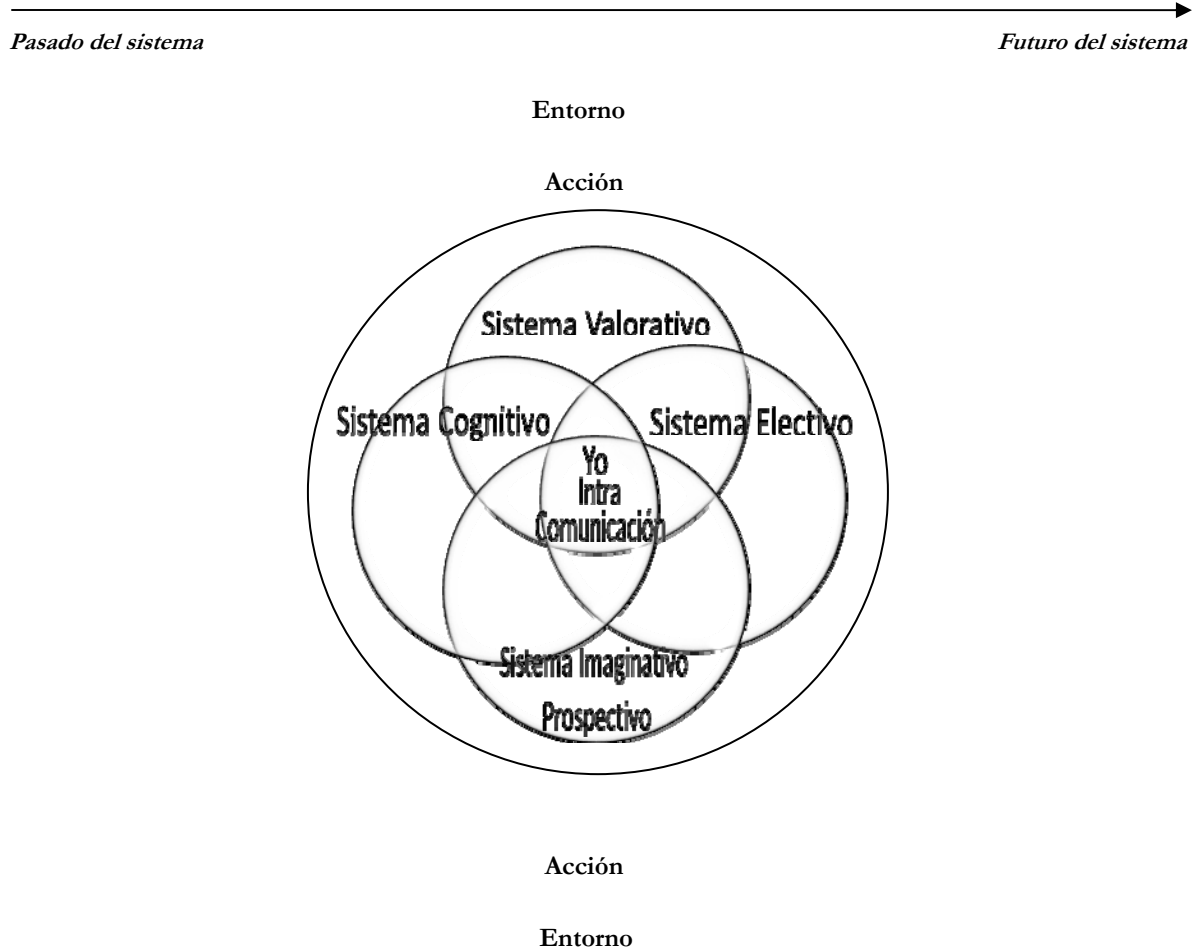 Pasado del sistema
Futuro del sistema
Entorno
Acción
Sistema Valorativo
Sistema Cognitivo
Sistema Electivo
Yo
Intra
Comunicación
Sistema Imaginativo
Prospectivo
Acción
Entorno